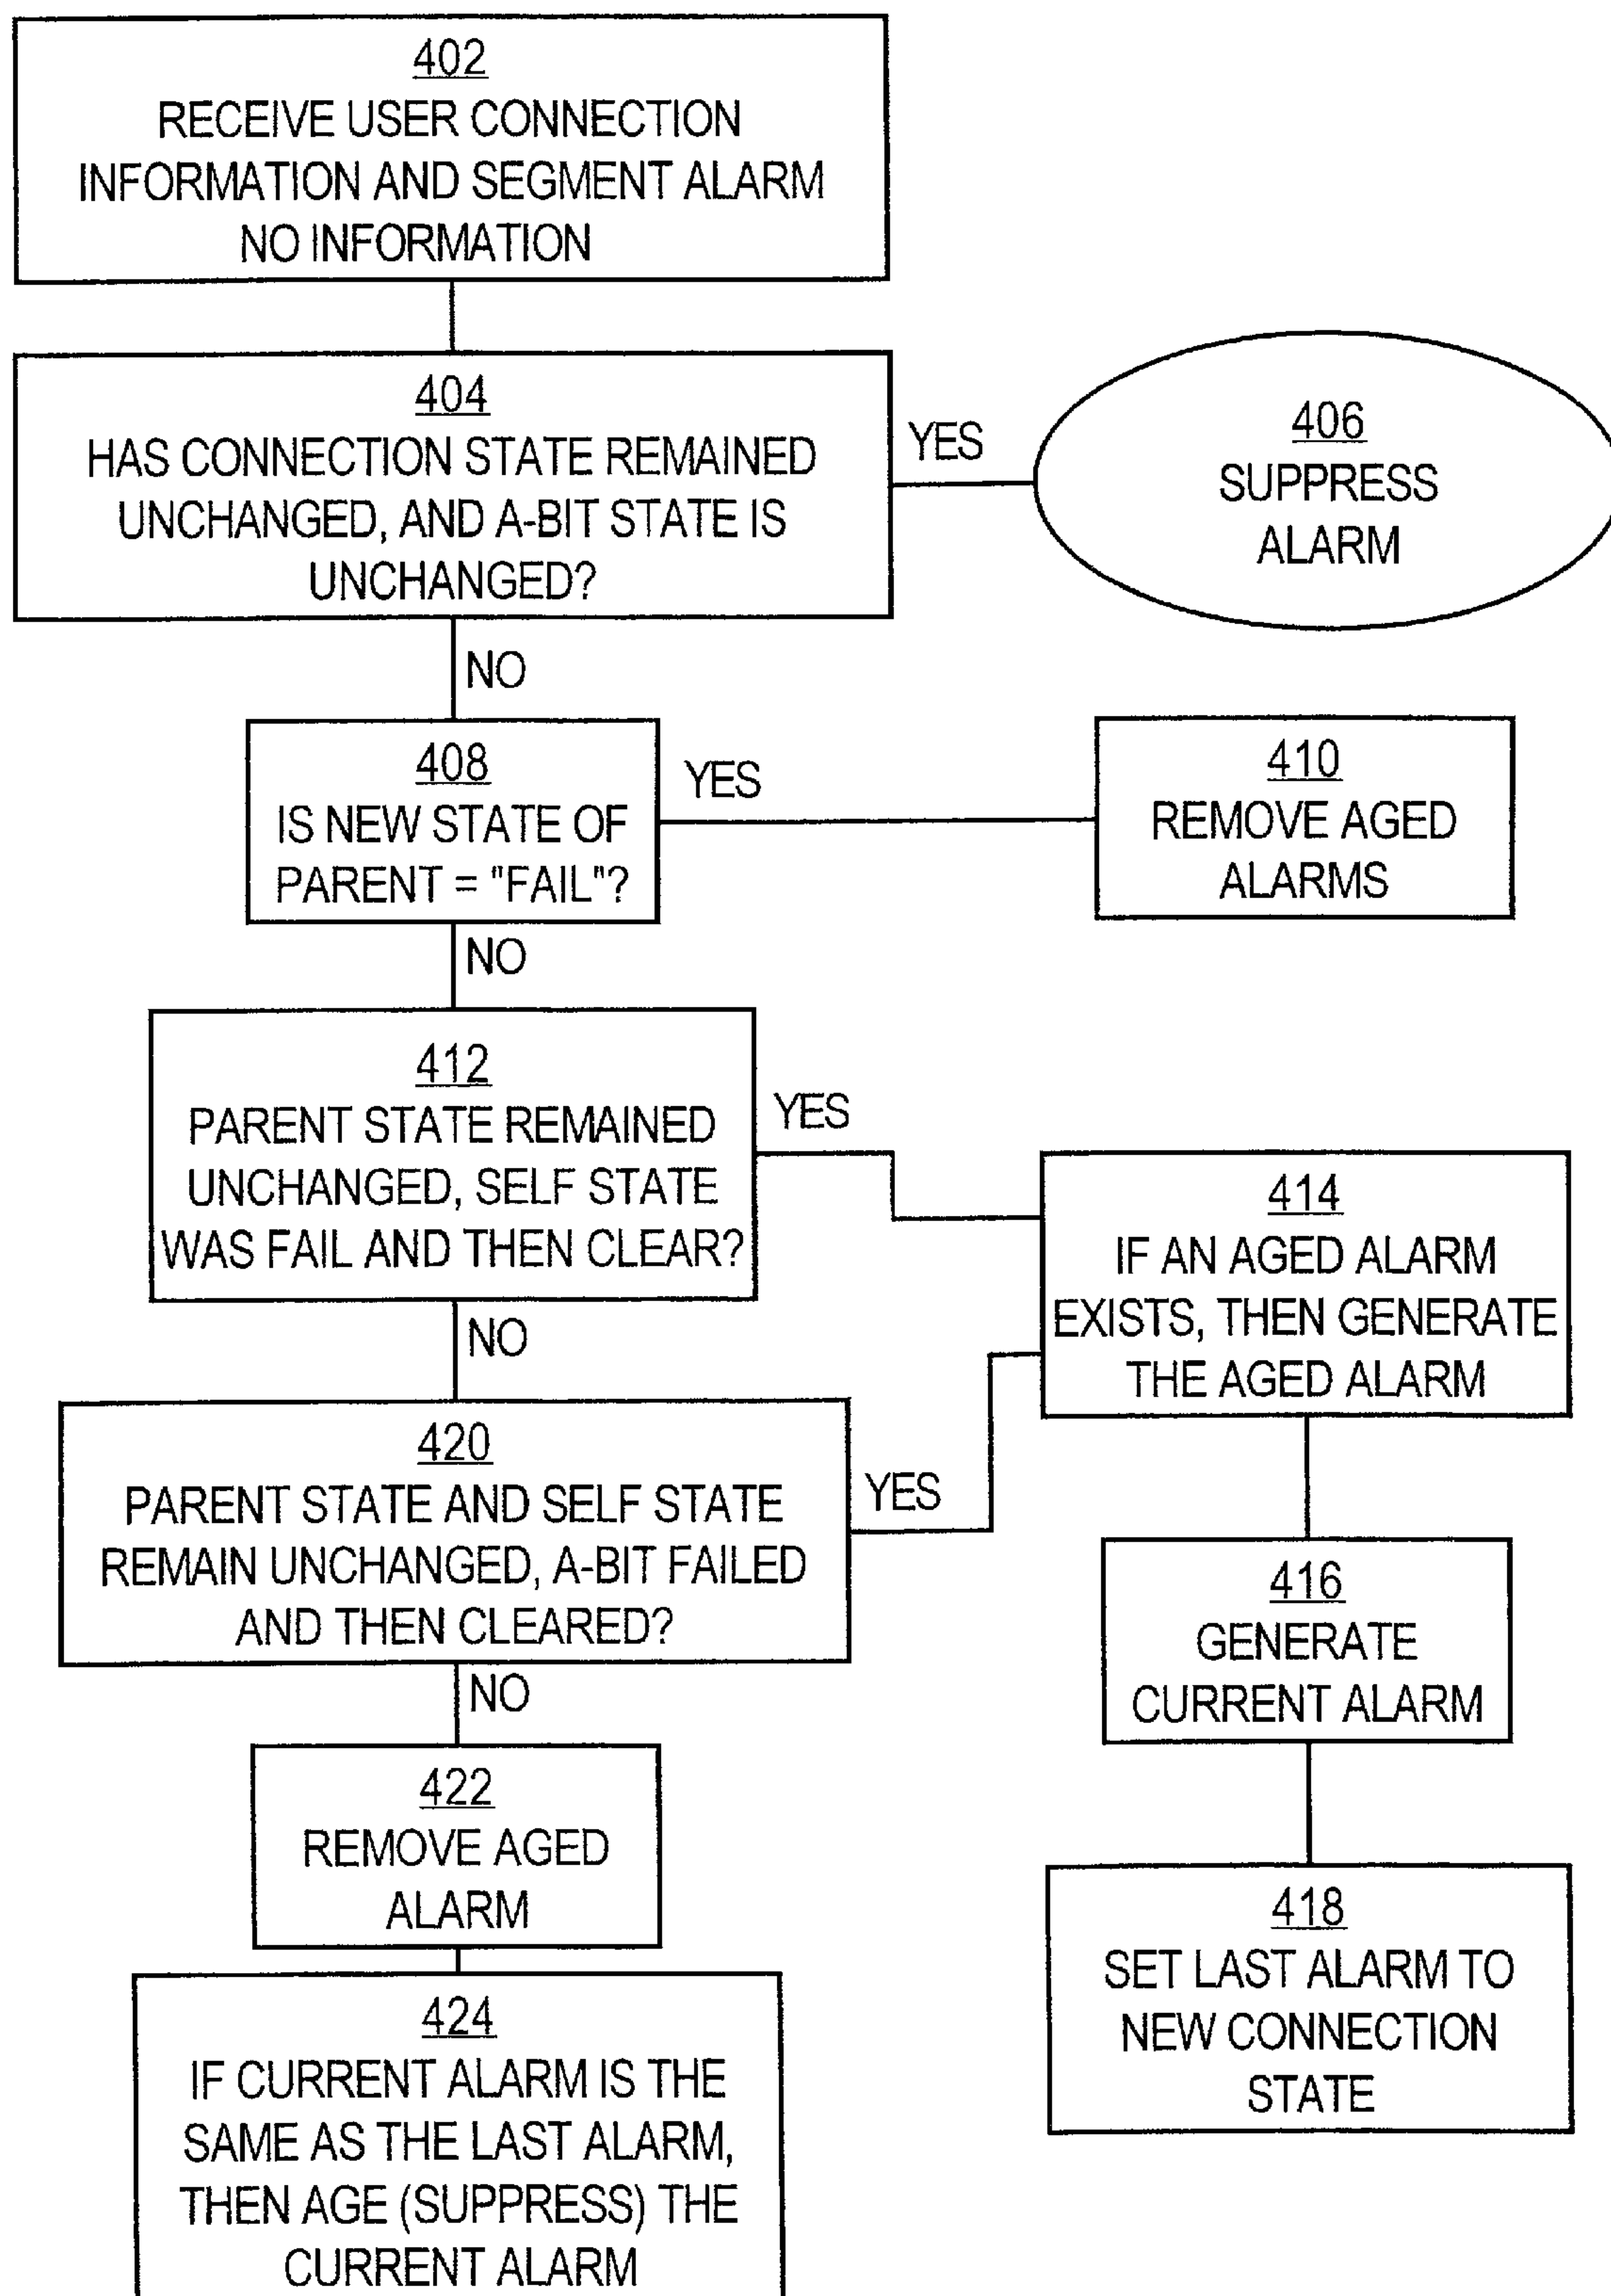 402
RECEIVE USER CONNECTION
INFORMATION AND SEGMENT ALARM
NO INFORMATION
404
HAS CONNECTION STATE REMAINED
UNCHANGED, AND A-BIT STATE IS
UNCHANGED?
YES
406
SUPPRESS
ALARM
NO
408
IS NEW STATE OF
PARENT = "FAIL"?
YES
410
REMOVE AGED
ALARMS
NO
412
PARENT STATE REMAINED
UNCHANGED, SELF STATE
WAS FAIL AND THEN CLEAR?
YES
414
IF AN AGED ALARM
EXISTS, THEN GENERATE
THE AGED ALARM
NO
420
PARENT STATE AND SELF STATE
REMAIN UNCHANGED, A-BIT FAILED
AND THEN CLEARED?
YES
416
GENERATE
CURRENT ALARM
NO
422
REMOVE AGED
ALARM
418
SET LAST ALARM TO
NEW CONNECTION
STATE
424
IF CURRENT ALARM IS THE
SAME AS THE LAST ALARM,
THEN AGE (SUPPRESS) THE
CURRENT ALARM